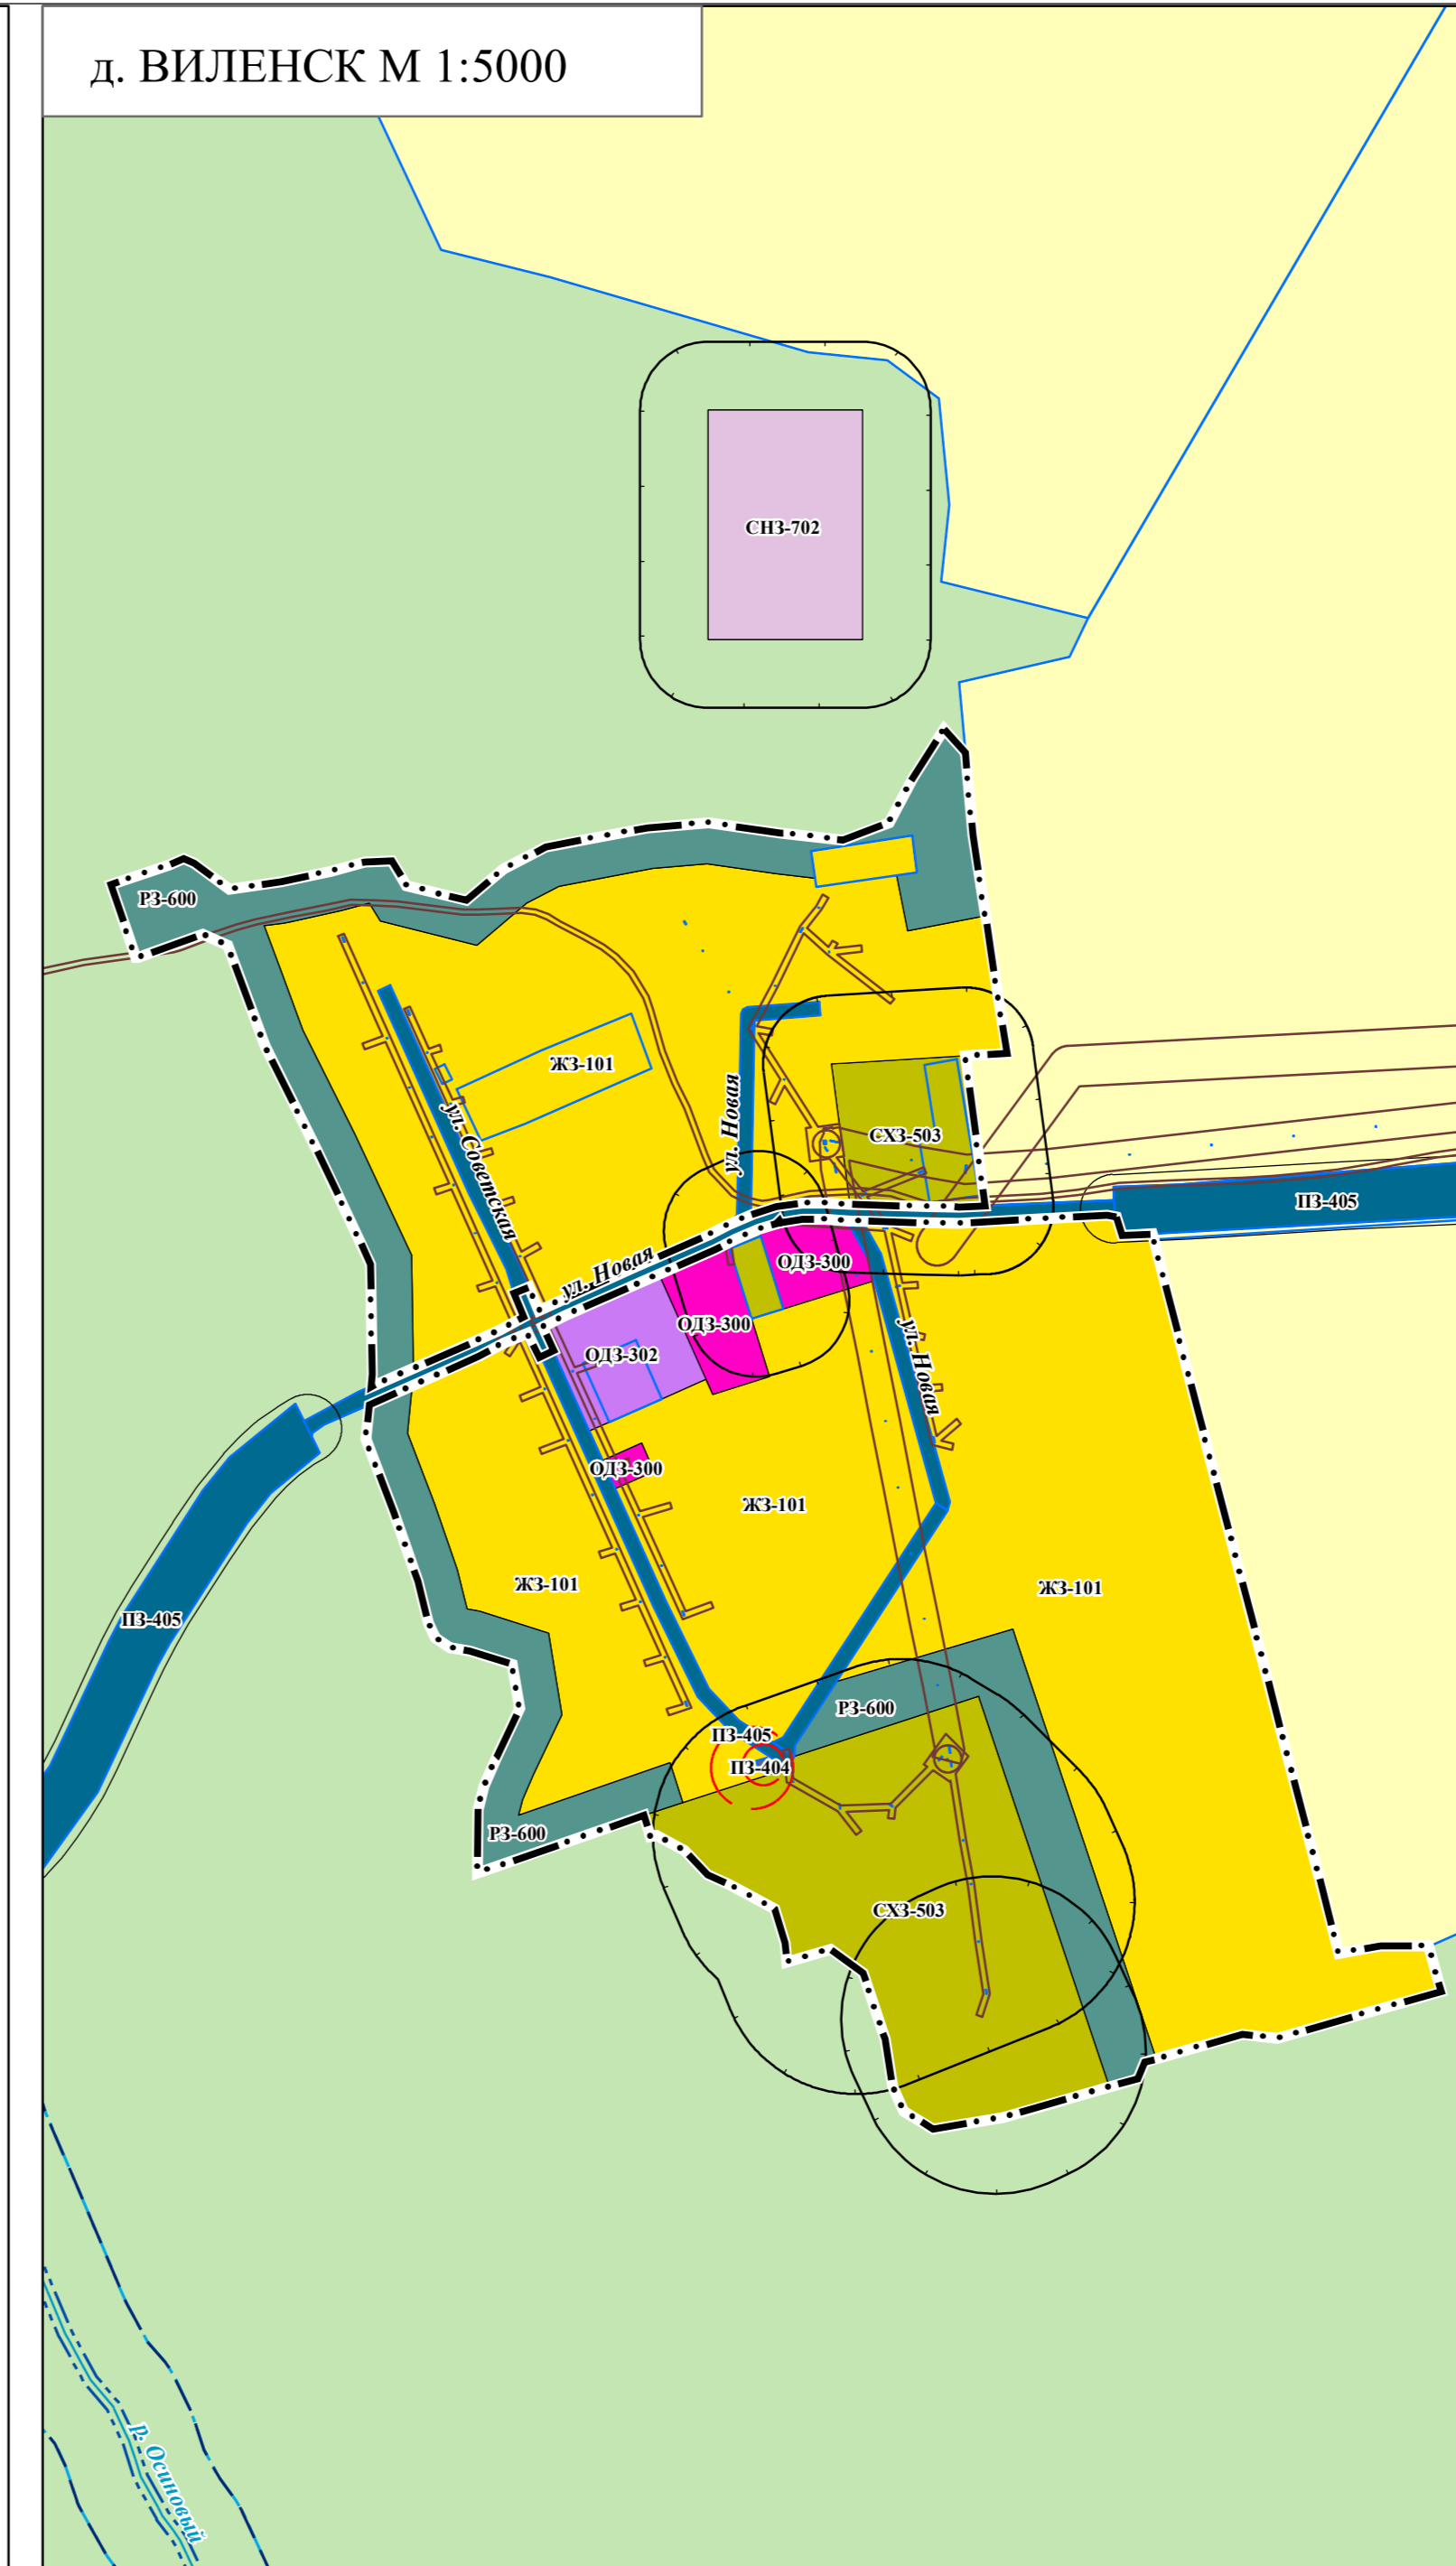 д. ВИЛЕНСК М 1:5000
СНЗ-702
РЗ-600
ЖЗ-101
ул. Советская
ул. Новая
СХЗ-503
ПЗ-405
ул. Новая
ОДЗ-300
ОДЗ-300
ОДЗ-302
ул. Новая
ОДЗ-300
ЖЗ-101
ЖЗ-101
ЖЗ-101
ПЗ-405
РЗ-600
ПЗ-405
ПЗ-404
РЗ-600
СХЗ-503
р. Осиновый